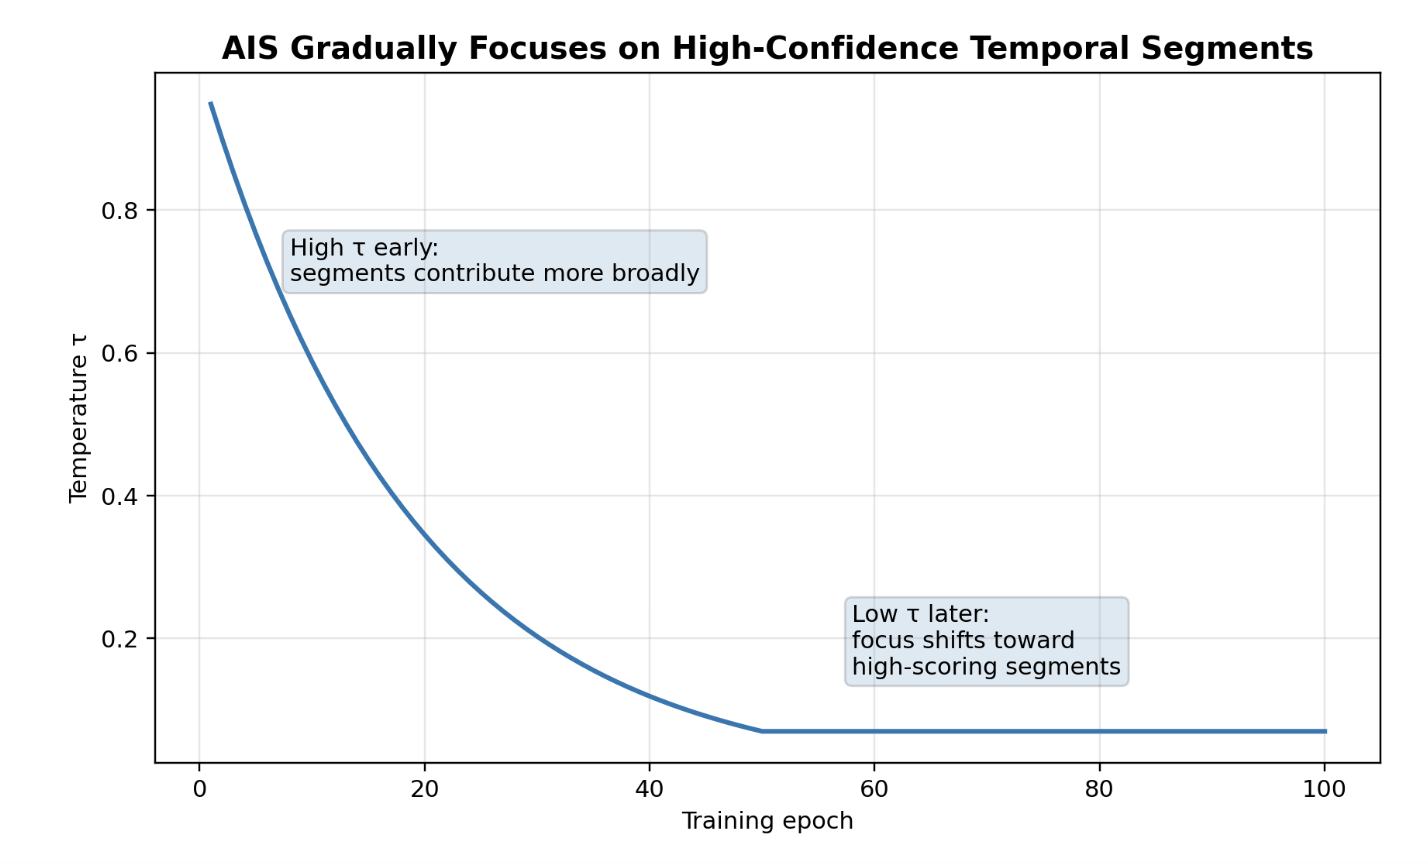 AIS Gradually Focuses on High-Confidence Temporal Segments
0.8
0.6
0.4
0.2
Temperature τ
High τ early:
segments contribute more broadly
Low τ later:
focus shifts toward
high-scoring segments
0
20
40
60
80
100
Training epoch